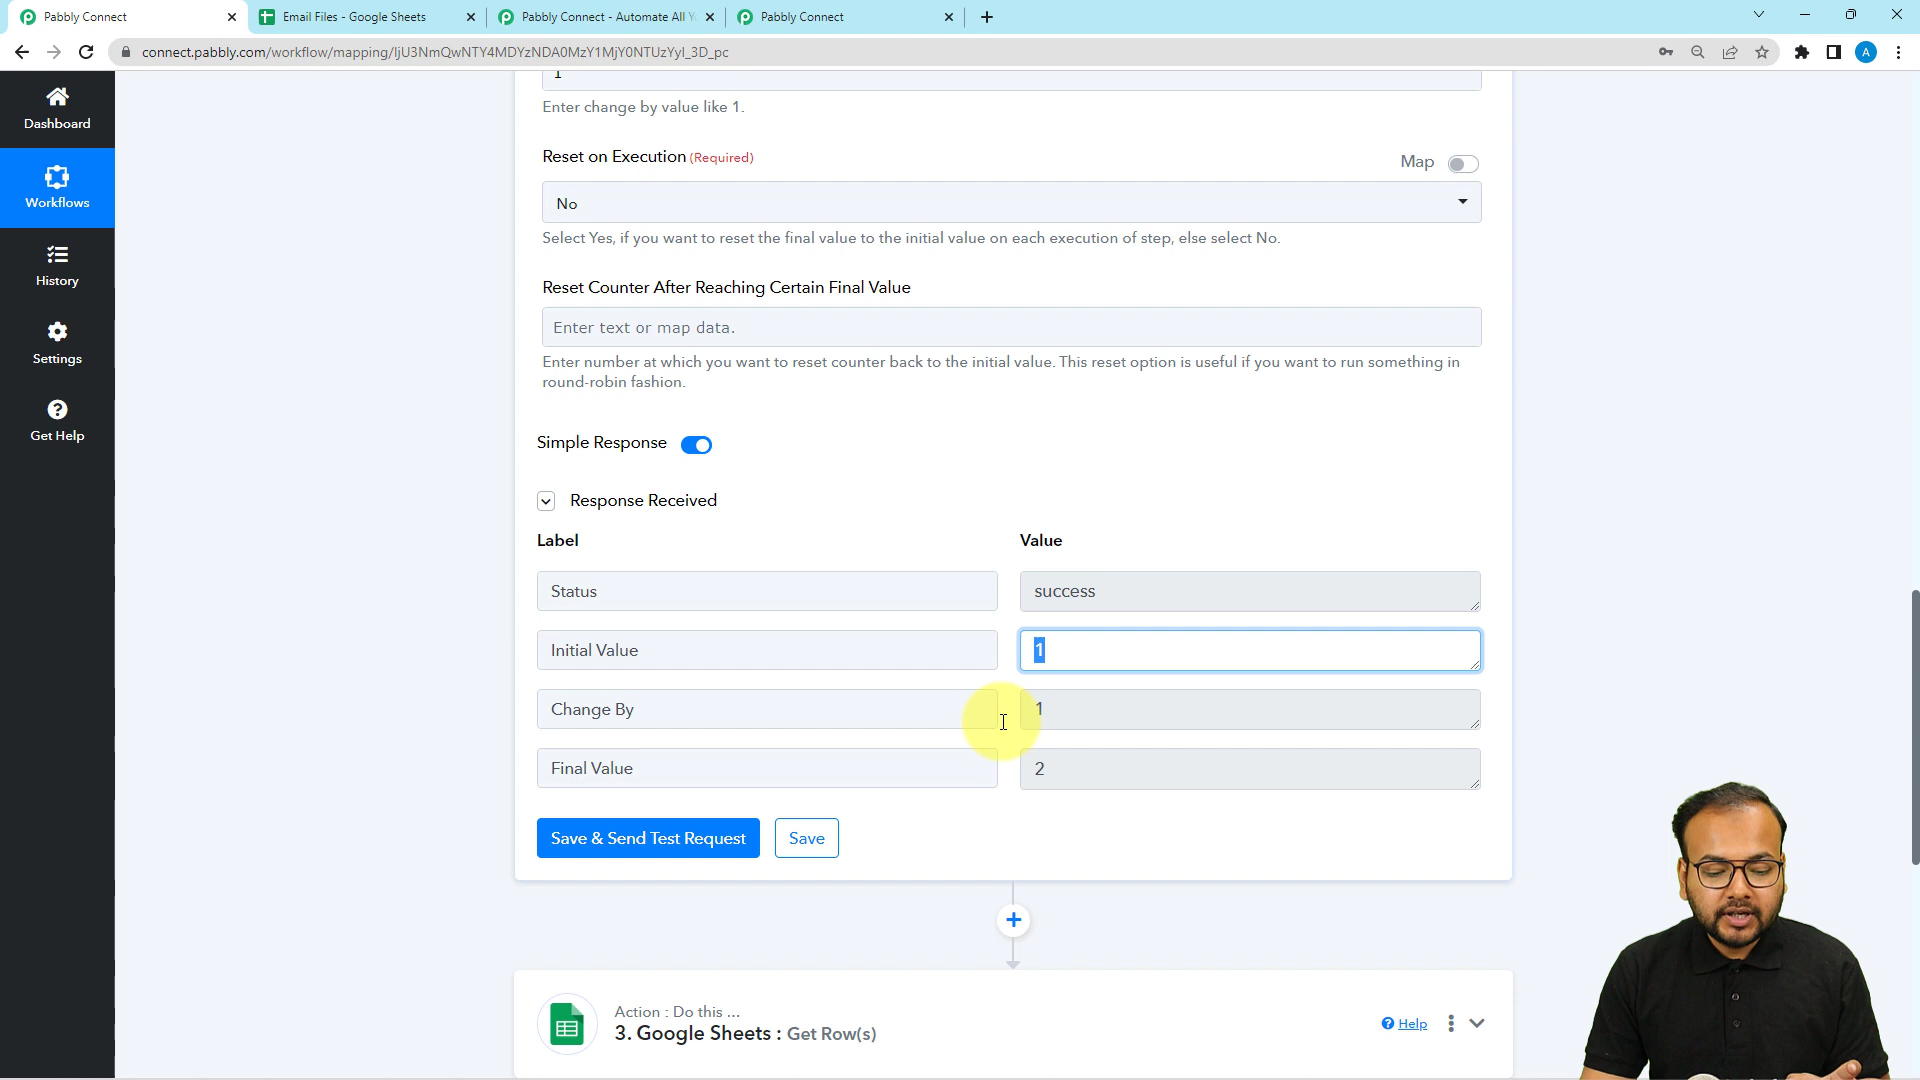 Pabbly Connect
Email Files - Google Sheets
Pabbly Connect - Automate All Y
Pabbly Connect
connect.pabbly.com/workflow/mapping/IjU3NmQwNTY4MDYzNDA0MzY1MjY0NTUzYyI_3D_pc
A
Dashboard
Workflows
History
Settings
Get Help
1
Enter change by value like 1.
Reset on Execution (Required)
Map
No
Select Yes, if you want to reset the final value to the initial value on each execution of step, else select No.
Reset Counter After Reaching Certain Final Value
Enter text or map data.
Enter number at which you want to reset counter back to the initial value. This reset option is useful if you want to run something in
round-robin fashion.
Simple Response
Response Received
Label
Value
Status
success
Initial Value
1
Change By
1
Final Value
2
Save & Send Test Request
Save
Action : Do this ...
3. Google Sheets : Get Row(s)
Help